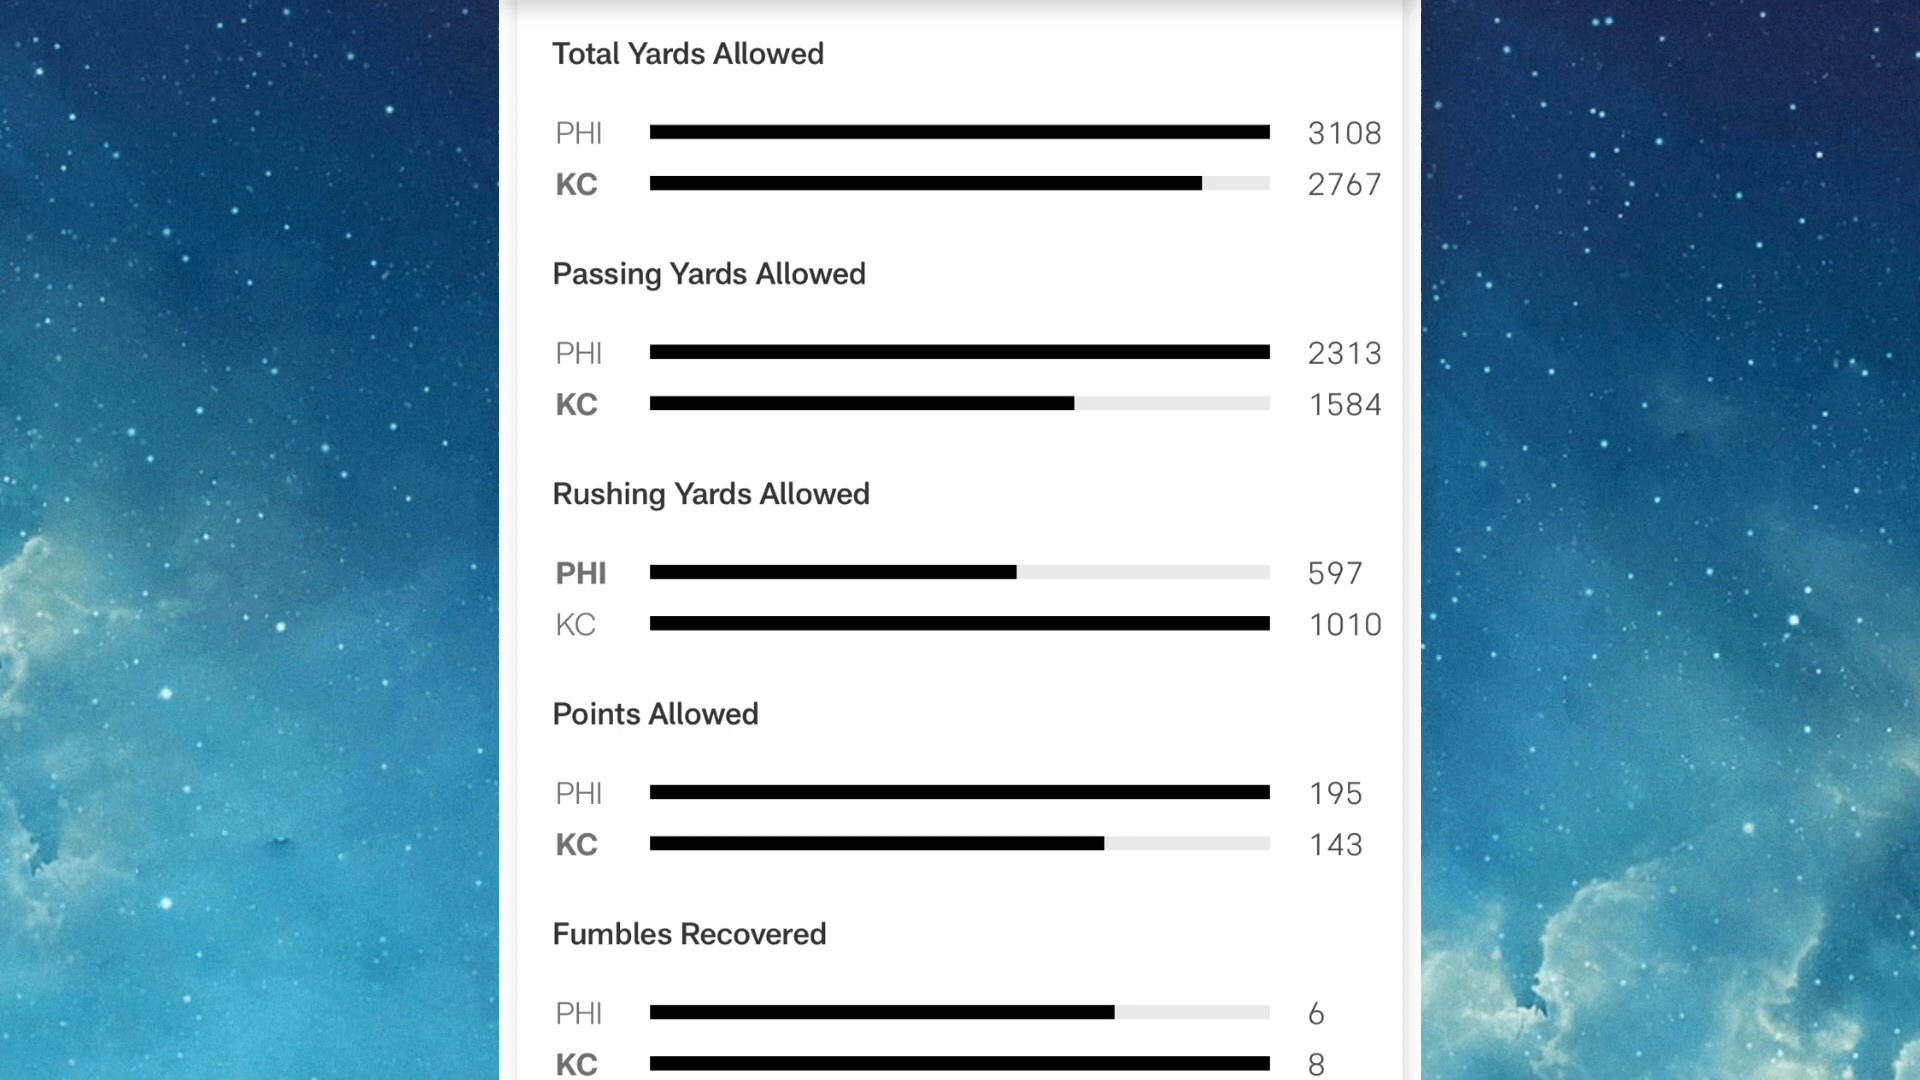 Total Yards Allowed
PHI 3108
KC 2767
Passing Yards Allowed
PHI 2313
KC 1584
Rushing Yards Allowed
PHI 597
KC 1010
Points Allowed
PHI 195
KC 143
Fumbles Recovered
PHI 6
KC 8